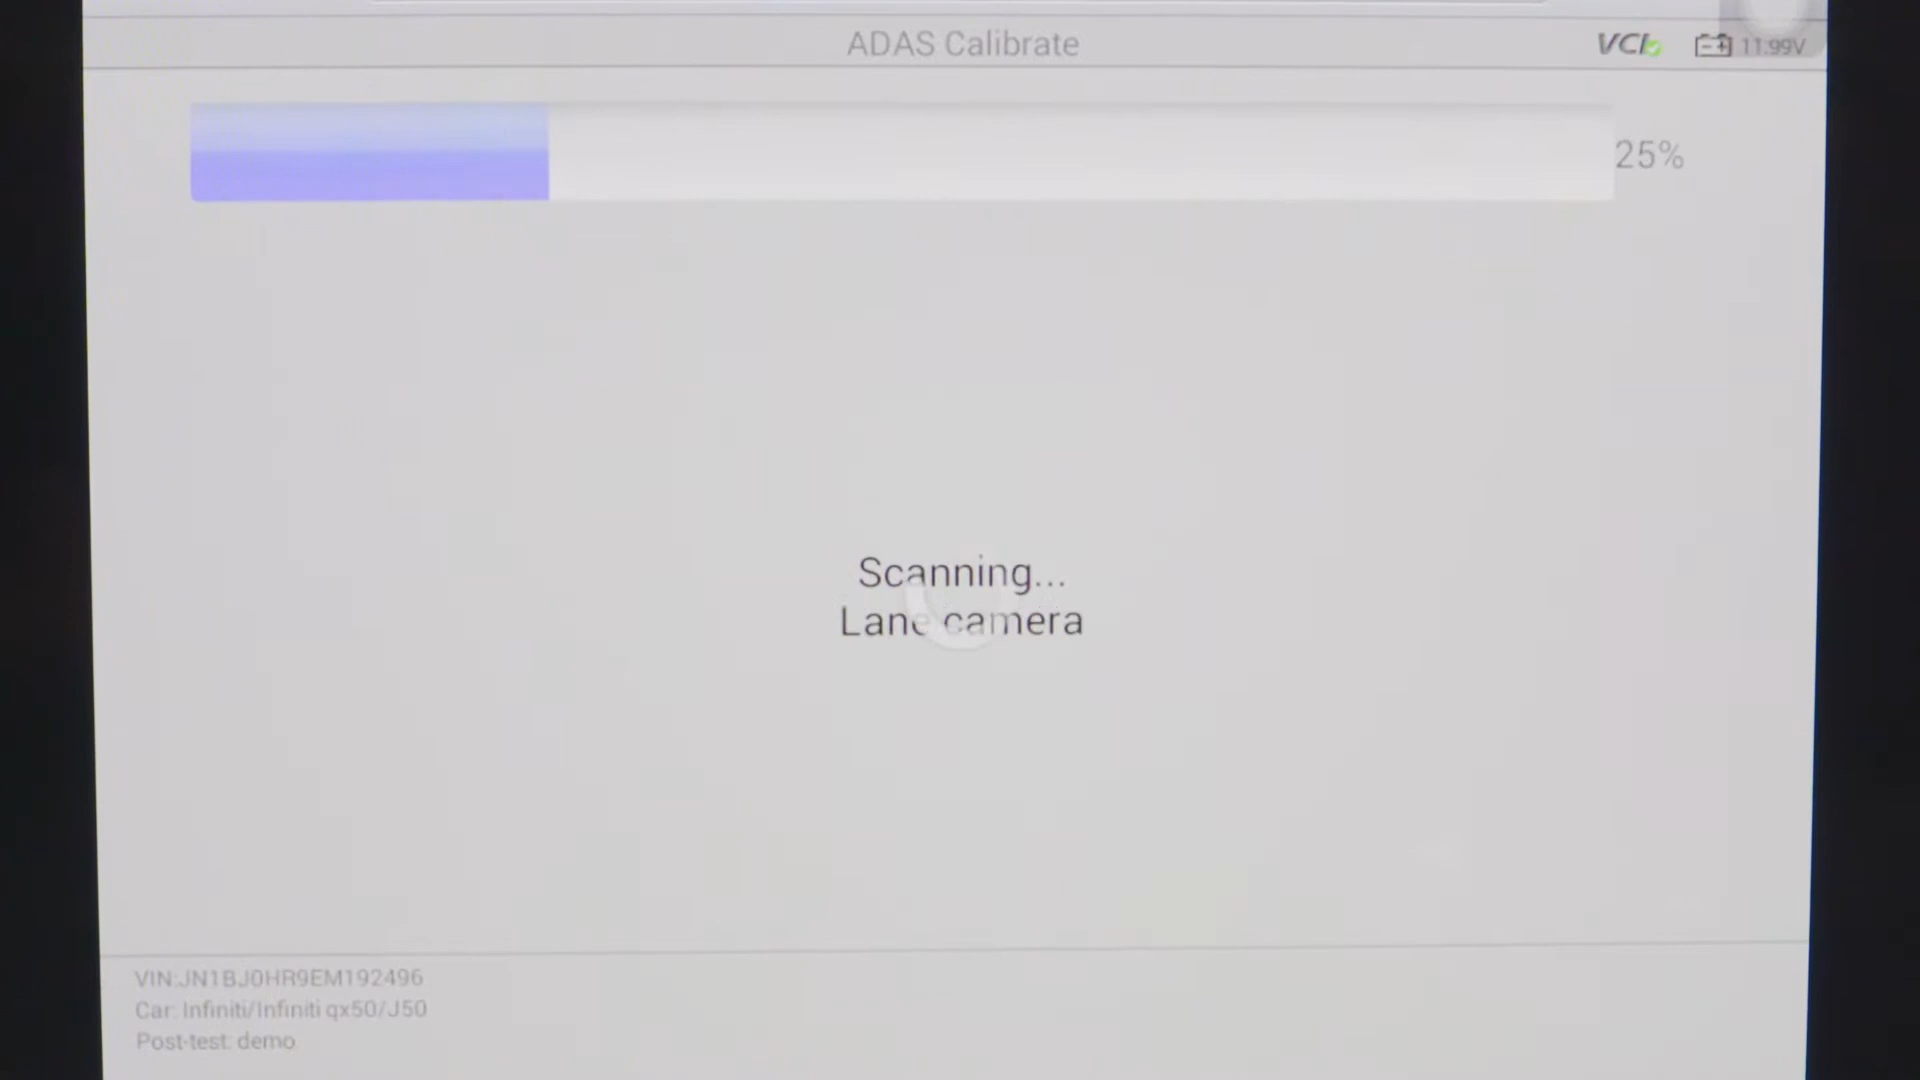 ADAS Calibrate
VCI
11.99V
25%
Scanning...
Lane camera
VIN:JN1BJ0HR9EM192496
Car: Infiniti/Infiniti qx50/J50
Post-test: demo